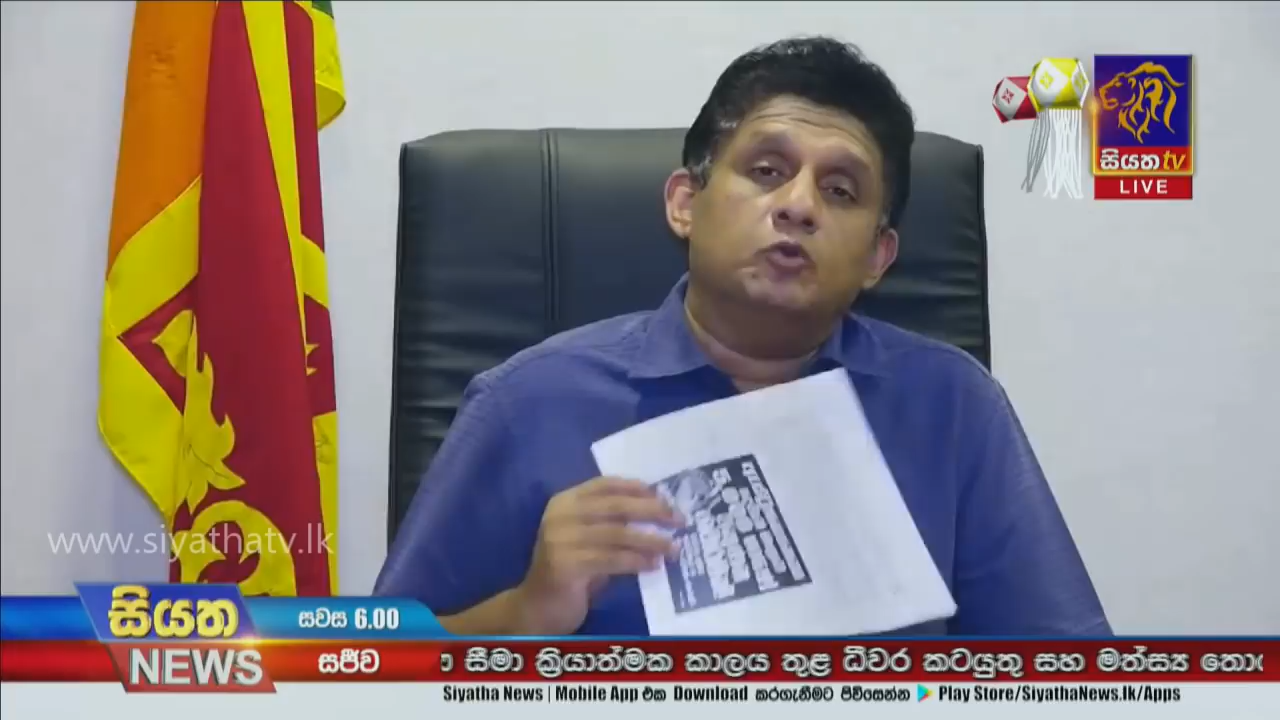 සියත tv
LIVE
www.siyathatv.lk
සියත
NEWS
සවස 6.00
සජීව
සීමා ක්‍රියාත්මක කාලය තුළ ධීවර කටයුතු සහ මත්ස්‍ය
Siyatha News | Mobile App එක Download කරගැනීමට පිවිසෙන්න Play Store/SiyathaNews.lk/Apps